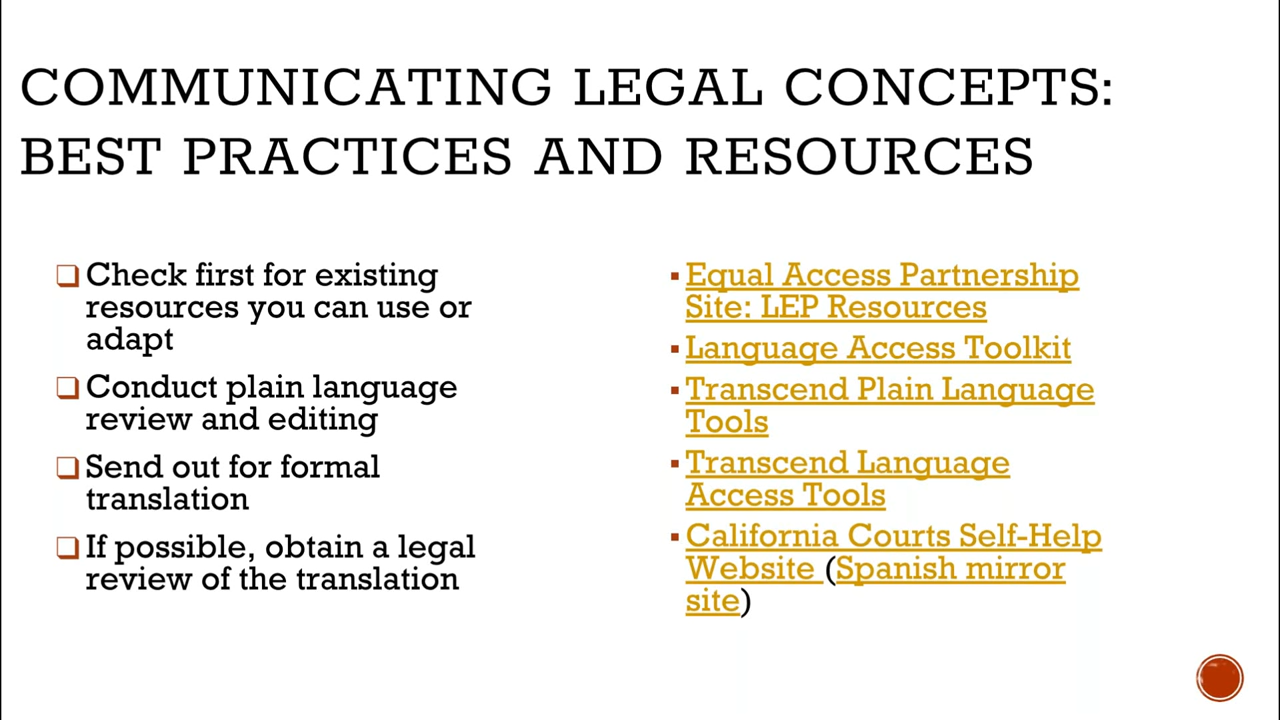 COMMUNICATING LEGAL CONCEPTS:
BEST PRACTICES AND RESOURCES
❑ Check first for existing
resources you can use or
adapt
❑ Conduct plain language
review and editing
❑ Send out for formal
translation
❑ If possible, obtain a legal
review of the translation
▪ Equal Access Partnership
Site: LEP Resources
▪ Language Access Toolkit
▪ Transcend Plain Language
Tools
▪ Transcend Language
Access Tools
▪ California Courts Self-Help
Website (Spanish mirror
site)